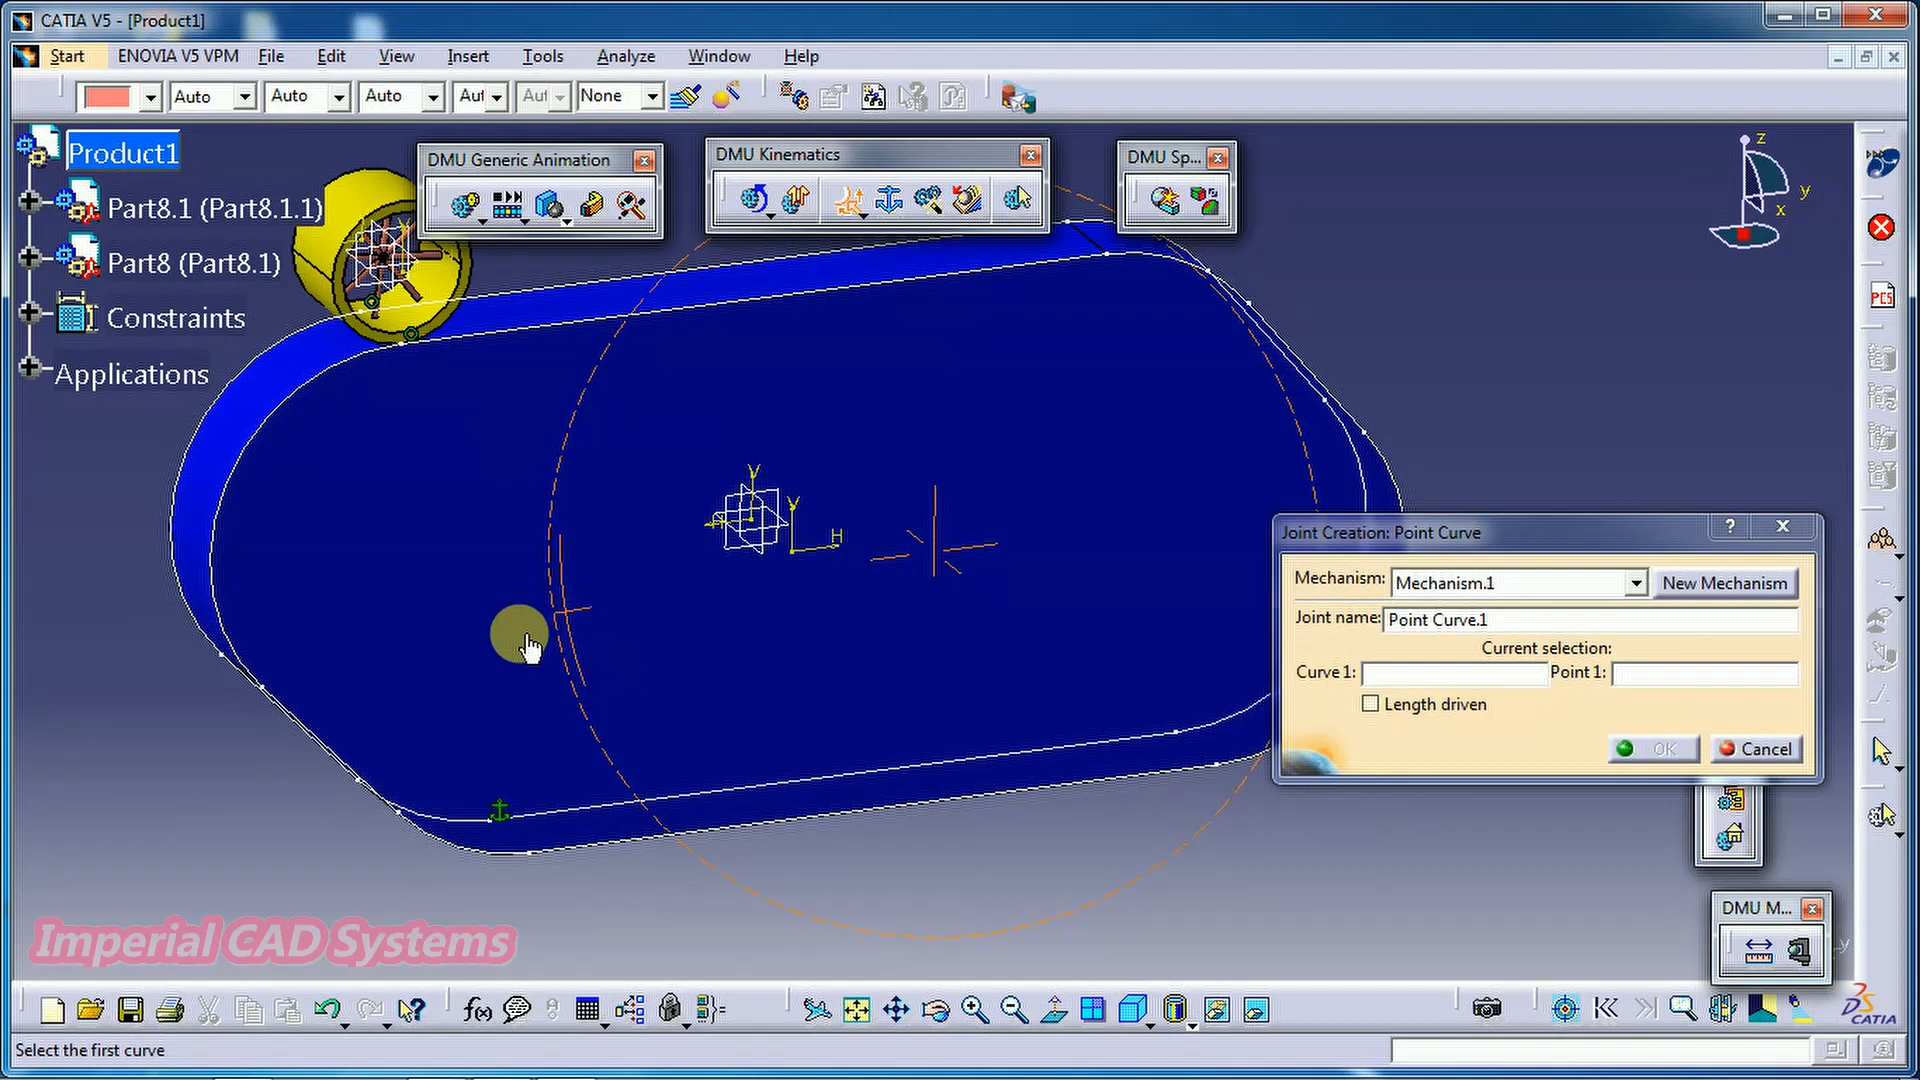 CATIA V5 - [Product1]
Start
ENOVIA V5 VPM
File
Edit
View
Insert
Tools
Analyze
Window
Help
Auto
Auto
Auto
Aut
Aut
None
Product1
Part8.1 (Part8.1.1)
Part8 (Part8.1)
Constraints
Applications
DMU Generic Animation
DMU Kinematics
DMU Sp...
z
y
x
PCS
V
H
V
H
Joint Creation: Point Curve
Mechanism:
Mechanism.1
New Mechanism
Joint name:
Point Curve.1
Current selection:
Curve 1:
Point 1:
Length driven
OK
Cancel
DMU M...
y
Imperial CAD Systems
f(x)
CATIA
Select the first curve